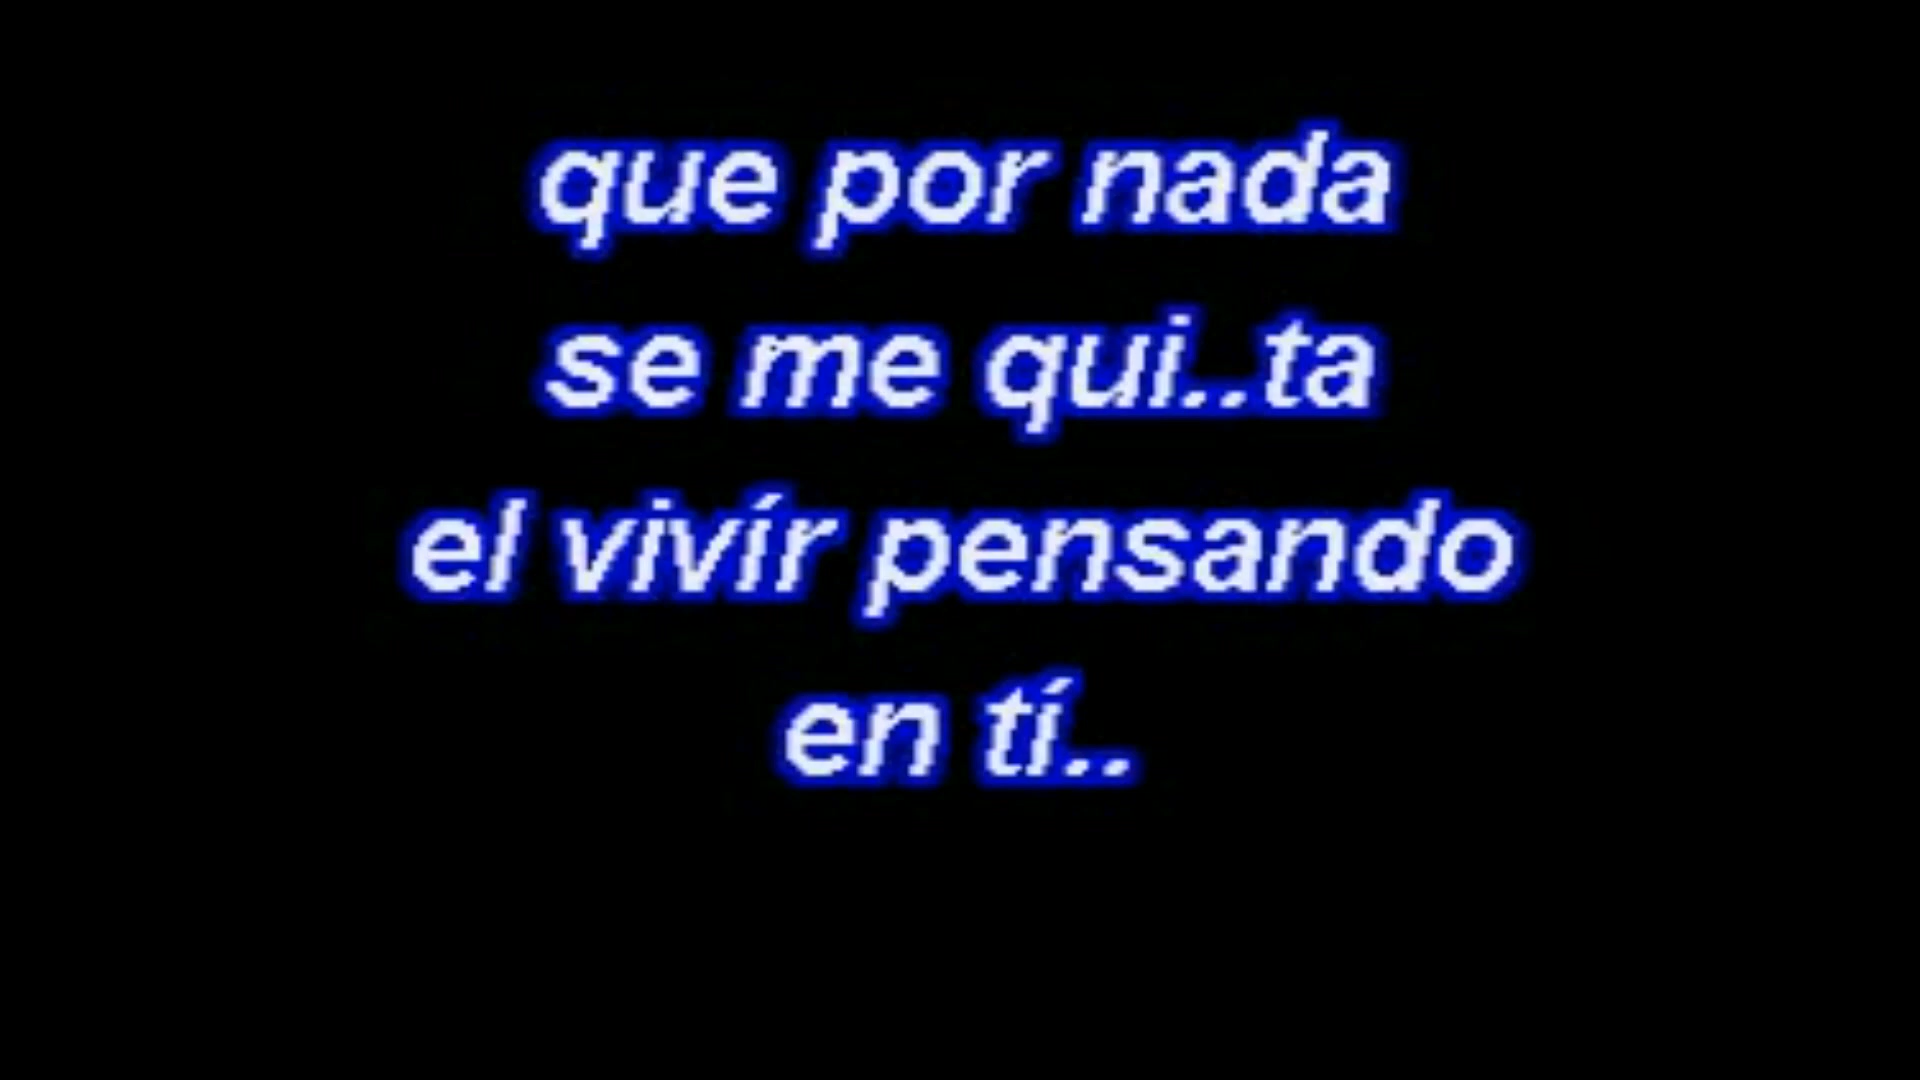 que por nada
se me qui..ta
el vivír pensando
en tí..